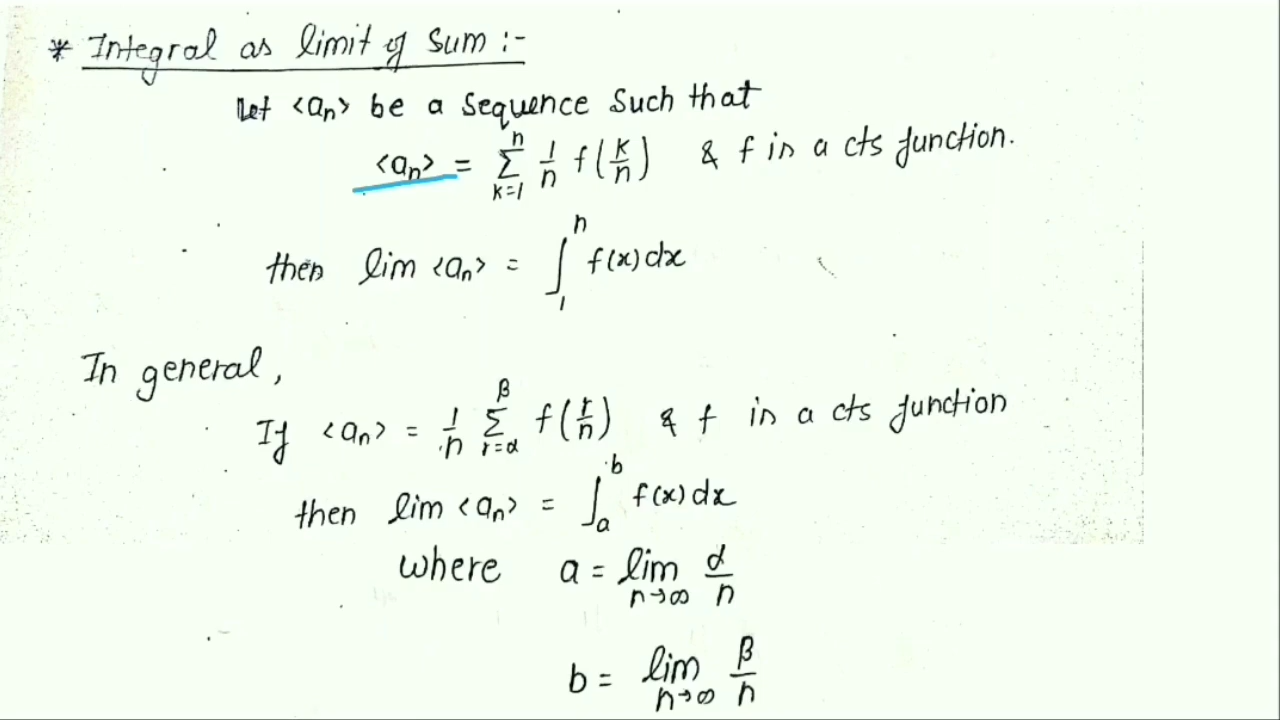 * Integral as limit of Sum :-
Let <aₙ> be a Sequence Such that
<aₙ> = ∑ₖ₌₁ⁿ 1/n f(k/n) & f is a cts function.
then lim <aₙ> = ∫₁ⁿ f(x) dx
In general,
If <aₙ> = 1/n ∑ᵣ₌αᵝ f(r/n) & f is a cts function
then lim <aₙ> = ∫ₐᵇ f(x) dx
where a = lim n→∞ α/n
b = lim n→∞ β/n